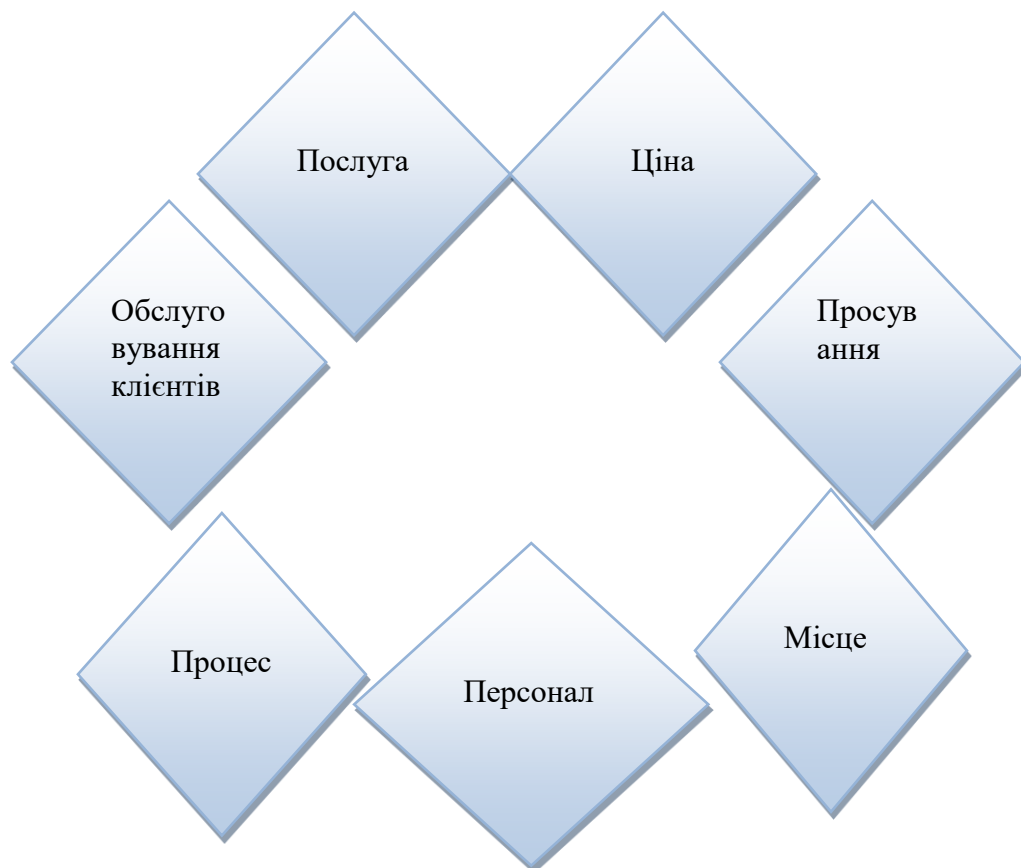 Послуга
Ціна
Обслуго
вування
клієнтів
Просув
ання
Процес
Персонал
Місце